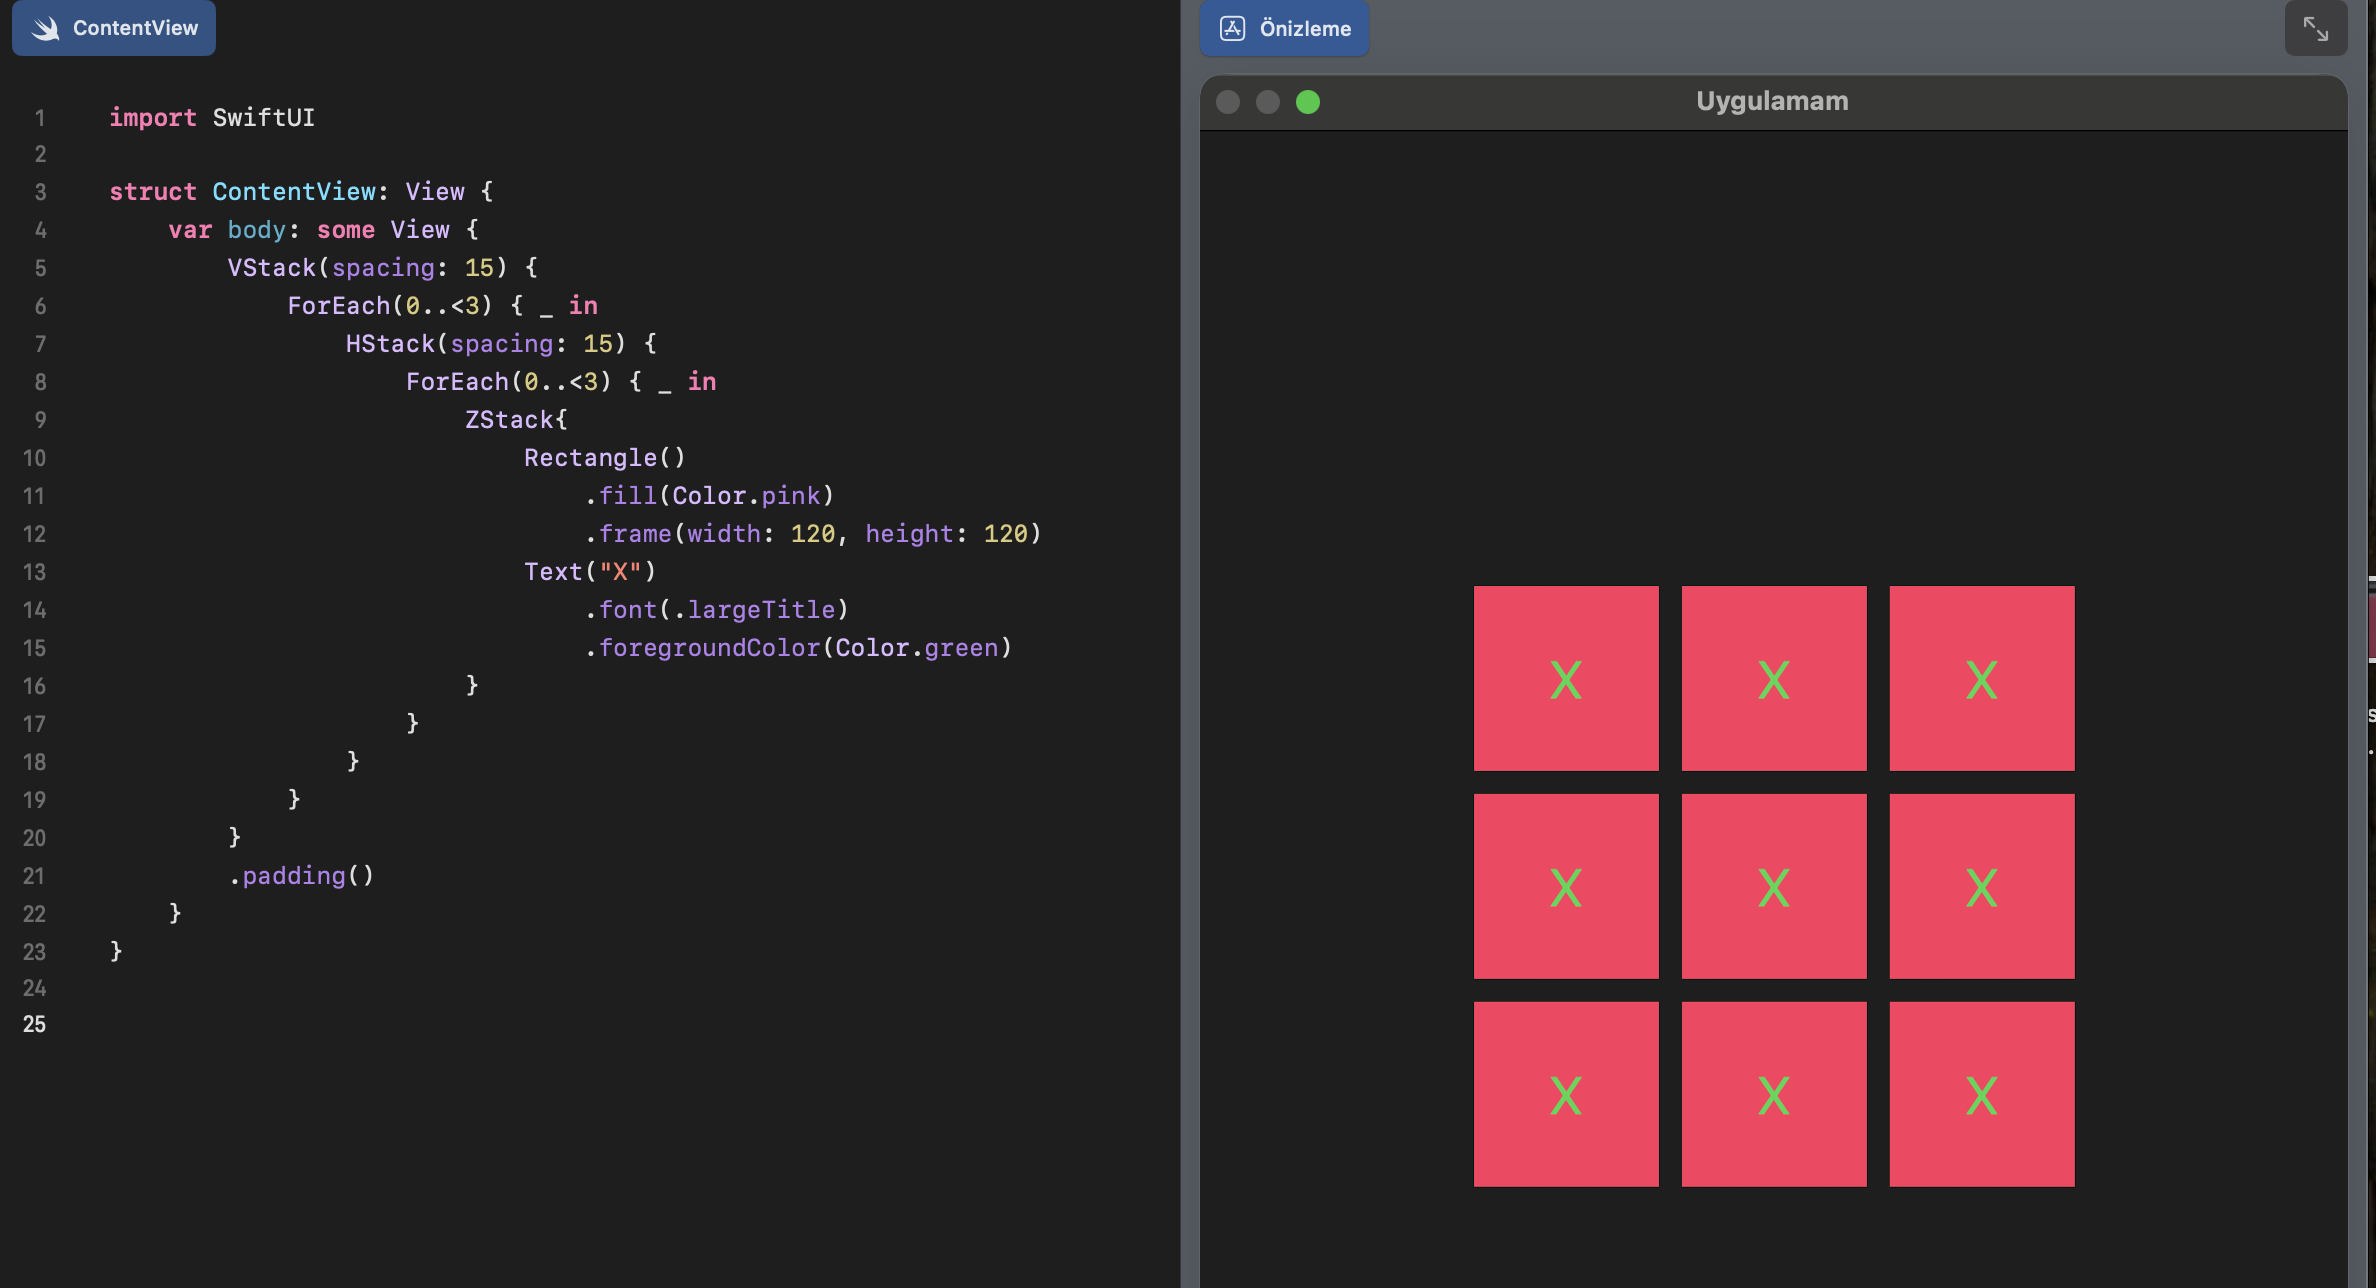 ContentView
1 import SwiftUI
2
3 struct ContentView: View {
4     var body: some View {
5         VStack(spacing: 15) {
6             ForEach(0..<3) { _ in
7                 HStack(spacing: 15) {
8                     ForEach(0..<3) { _ in
9                         ZStack{
10                             Rectangle()
11                                 .fill(Color.pink)
12                                 .frame(width: 120, height: 120)
13                             Text("X")
14                                 .font(.largeTitle)
15                                 .foregroundColor(Color.green)
16                         }
17                     }
18                 }
19             }
20         }
21         .padding()
22     }
23 }
24
25
Önizleme
Uygulamam
X X X
X X X
X X X